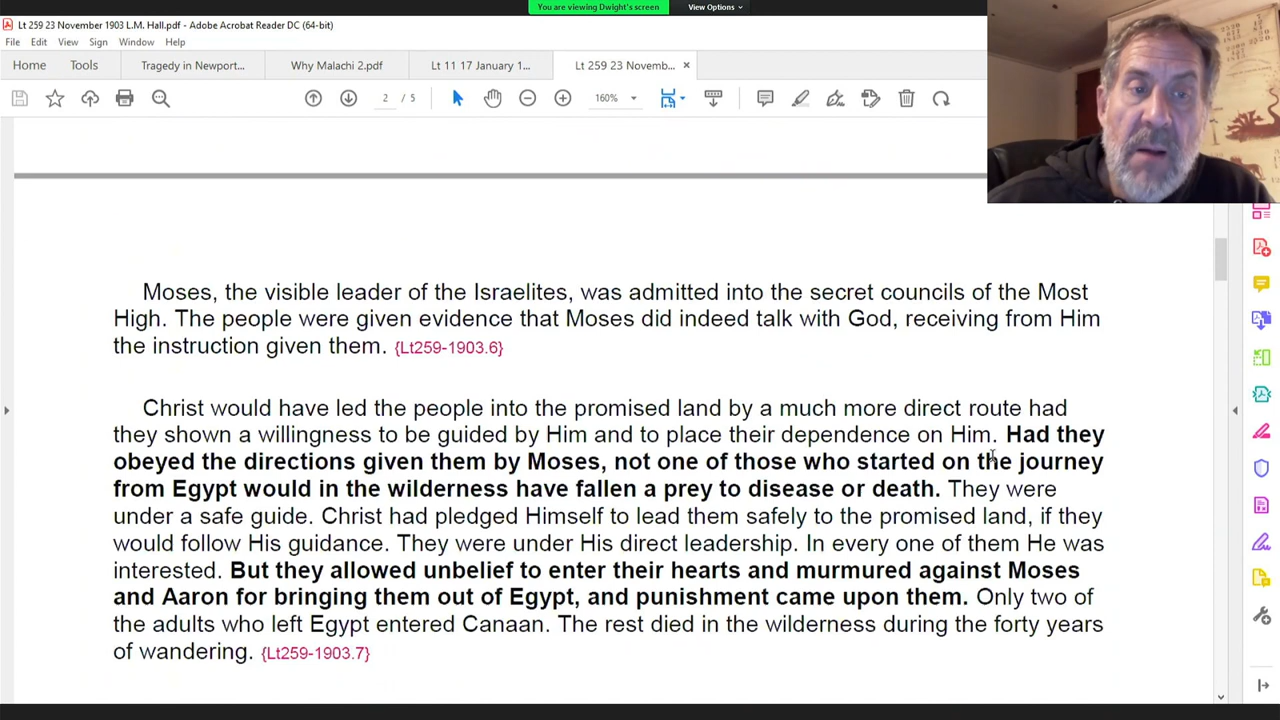 You are viewing Dwight's screen View Options
Lt 259 23 November 1903 L.M. Hall.pdf - Adobe Acrobat Reader DC (64-bit)
File Edit View Sign Window Help
Home Tools Tragedy in Newport... Why Malachi 2.pdf Lt 11 17 January 1... Lt 259 23 Novemb... ×
2 / 5 160%
Moses, the visible leader of the Israelites, was admitted into the secret councils of the Most
High. The people were given evidence that Moses did indeed talk with God, receiving from Him
the instruction given them. {Lt259-1903.6}
Christ would have led the people into the promised land by a much more direct route had
they shown a willingness to be guided by Him and to place their dependence on Him. Had they
obeyed the directions given them by Moses, not one of those who started on the journey
from Egypt would in the wilderness have fallen a prey to disease or death. They were
under a safe guide. Christ had pledged Himself to lead them safely to the promised land, if they
would follow His guidance. They were under His direct leadership. In every one of them He was
interested. But they allowed unbelief to enter their hearts and murmured against Moses
and Aaron for bringing them out of Egypt, and punishment came upon them. Only two of
the adults who left Egypt entered Canaan. The rest died in the wilderness during the forty years
of wandering. {Lt259-1903.7}